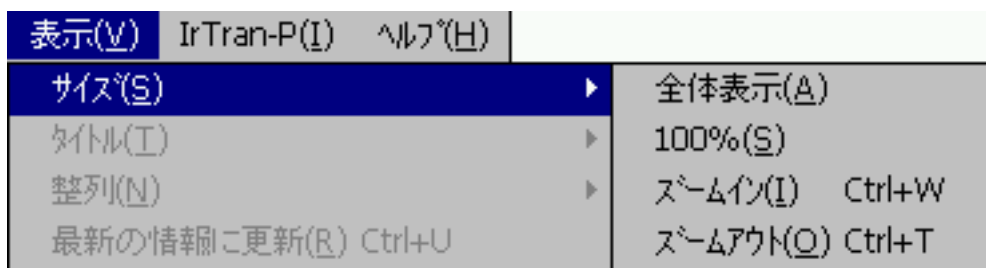 表示(V) IrTran-P(I) ﾍﾙﾌﾟ(H)
ｻｲｽﾞ(S) 全体表示(A)
ﾀｲﾄﾙ(T) 100%(S)
整列(N) ｽﾞｰﾑｲﾝ(I) Ctrl+W
最新の情報に更新(R) Ctrl+U ｽﾞｰﾑｱｳﾄ(O) Ctrl+T